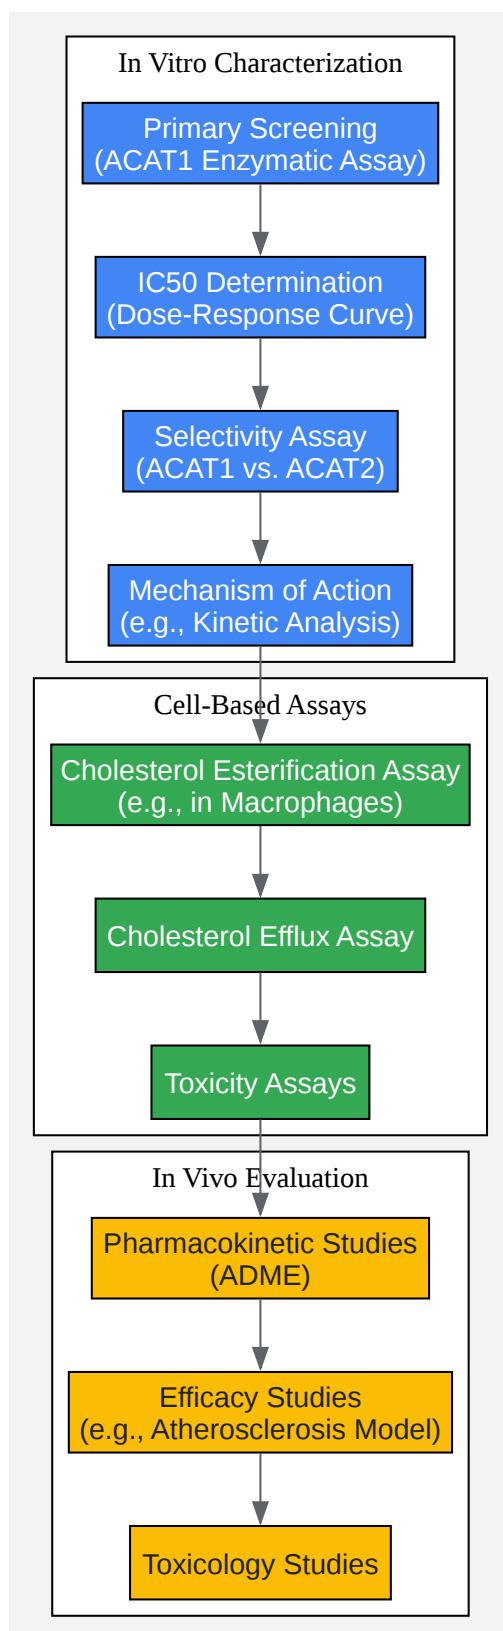 In Vitro Characterization
Primary Screening
(ACAT1 Enzymatic Assay)
IC50 Determination
(Dose-Response Curve)
Selectivity Assay
(ACAT1 vs. ACAT2)
Mechanism of Action
(e.g., Kinetic Analysis)
Cell-Based Assays
Cholesterol Esterification Assay
(e.g., in Macrophages)
Cholesterol Efflux Assay
Toxicity Assays
In Vivo Evaluation
Pharmacokinetic Studies
(ADME)
Efficacy Studies
(e.g., Atherosclerosis Model)
Toxicology Studies